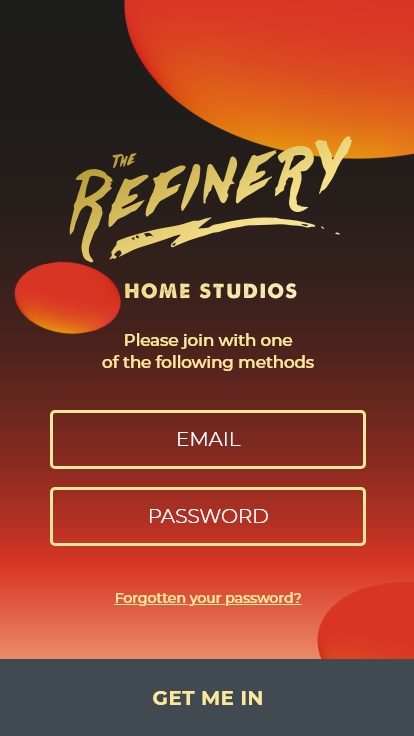 THE
REFINERY
HOME STUDIOS
Please join with one
of the following methods
EMAIL
PASSWORD
Forgotten your password?
GET ME IN